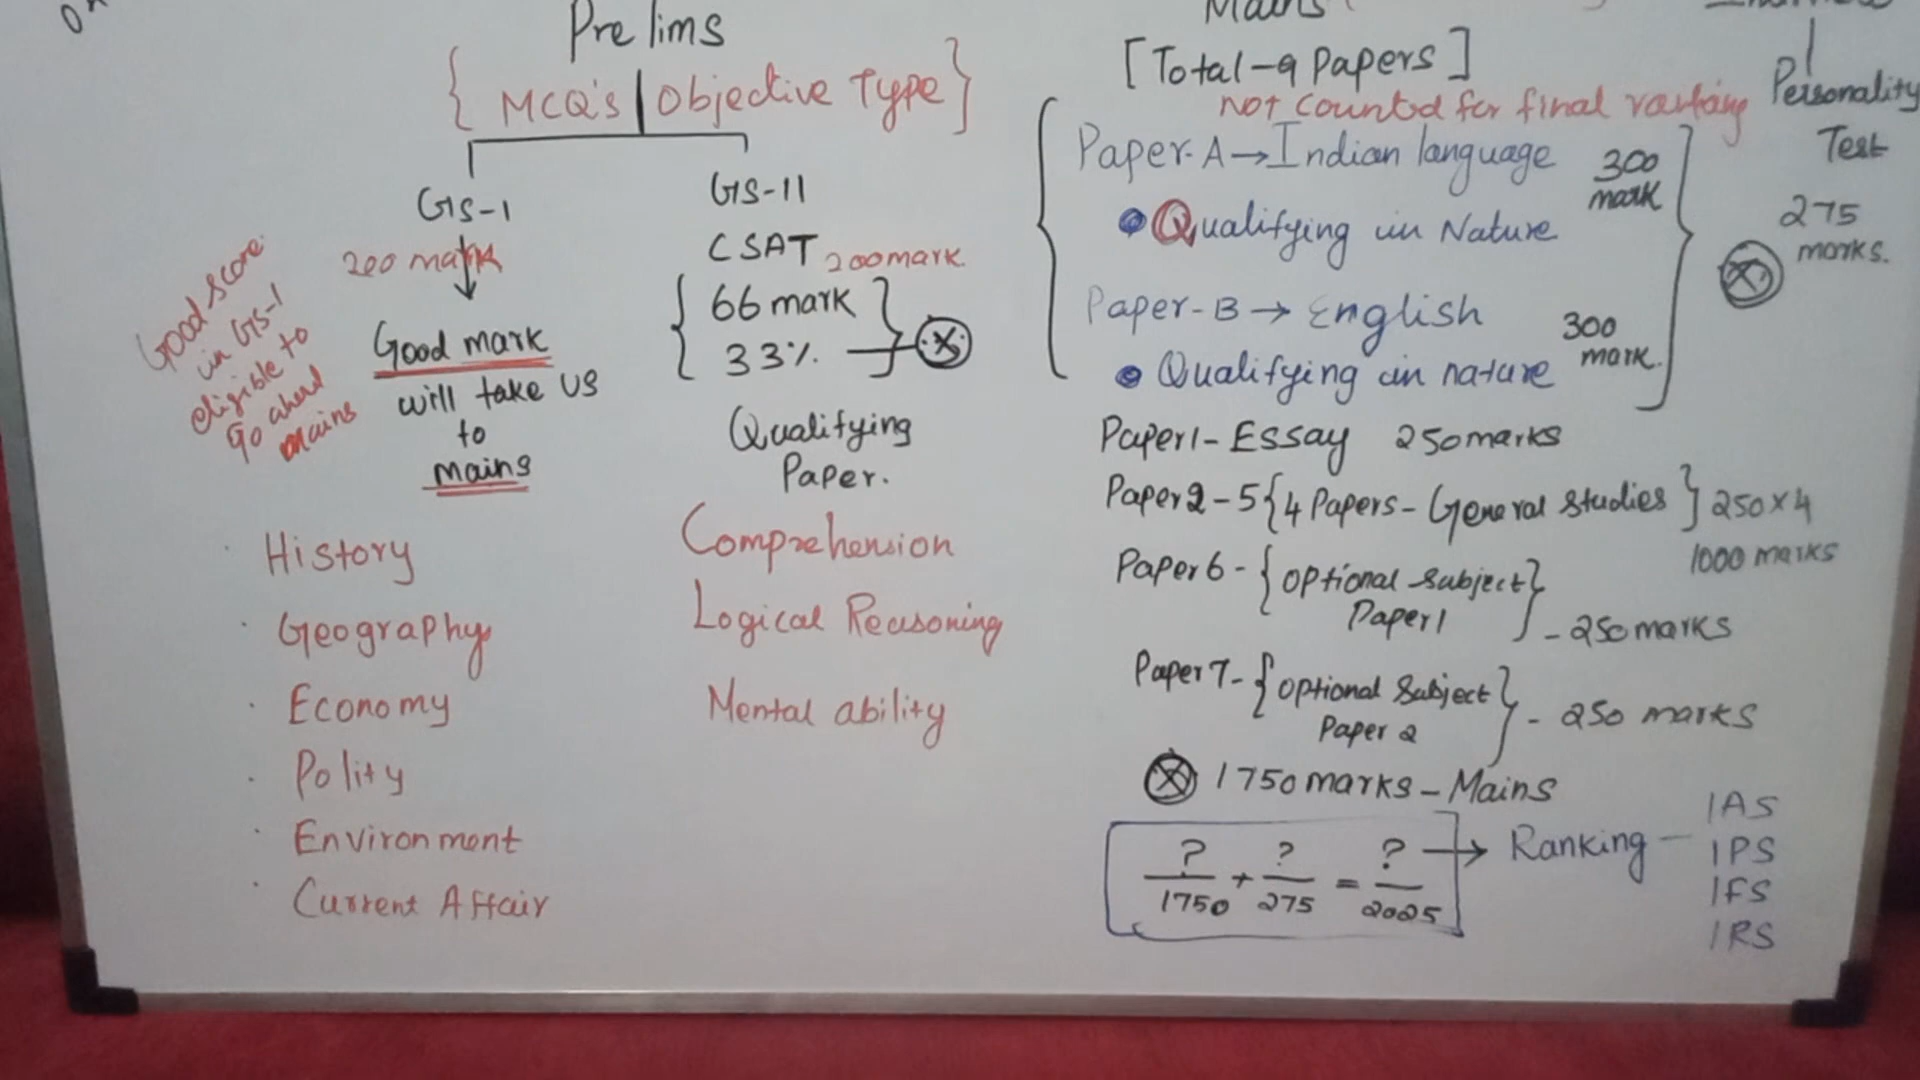 Prelims
{ MCQ's | Objective Type }
GS-1
200 mark
Good mark
will take us
to
mains
Good score
in GS-1
eligible to
go ahead
mains
History
Geography
Economy
Polity
Environment
Current Affair
GS-II
CSAT 200 mark.
{ 66 mark }
{ 33%. }
Qualifying
Paper.
Comprehension
Logical Reasoning
Mental ability
Mains
[Total-9 Papers]
Not counted for final ranking
Paper-A→Indian language 300 mark
Qualifying in Nature
Paper-B → English 300 mark.
Qualifying in nature
Paper1-Essay 250 marks
Paper2-5{4 Papers-General Studies} 250×4
1000 marks
Paper6-{optional subject
Paper1} -250 marks
Paper7-{optional Subject
Paper 2} - 250 marks
1750 marks-Mains
?/1750 + ?/275 = ?/2025 → Ranking -
IAS
IPS
IFS
IRS
Personality
Test
275
marks.